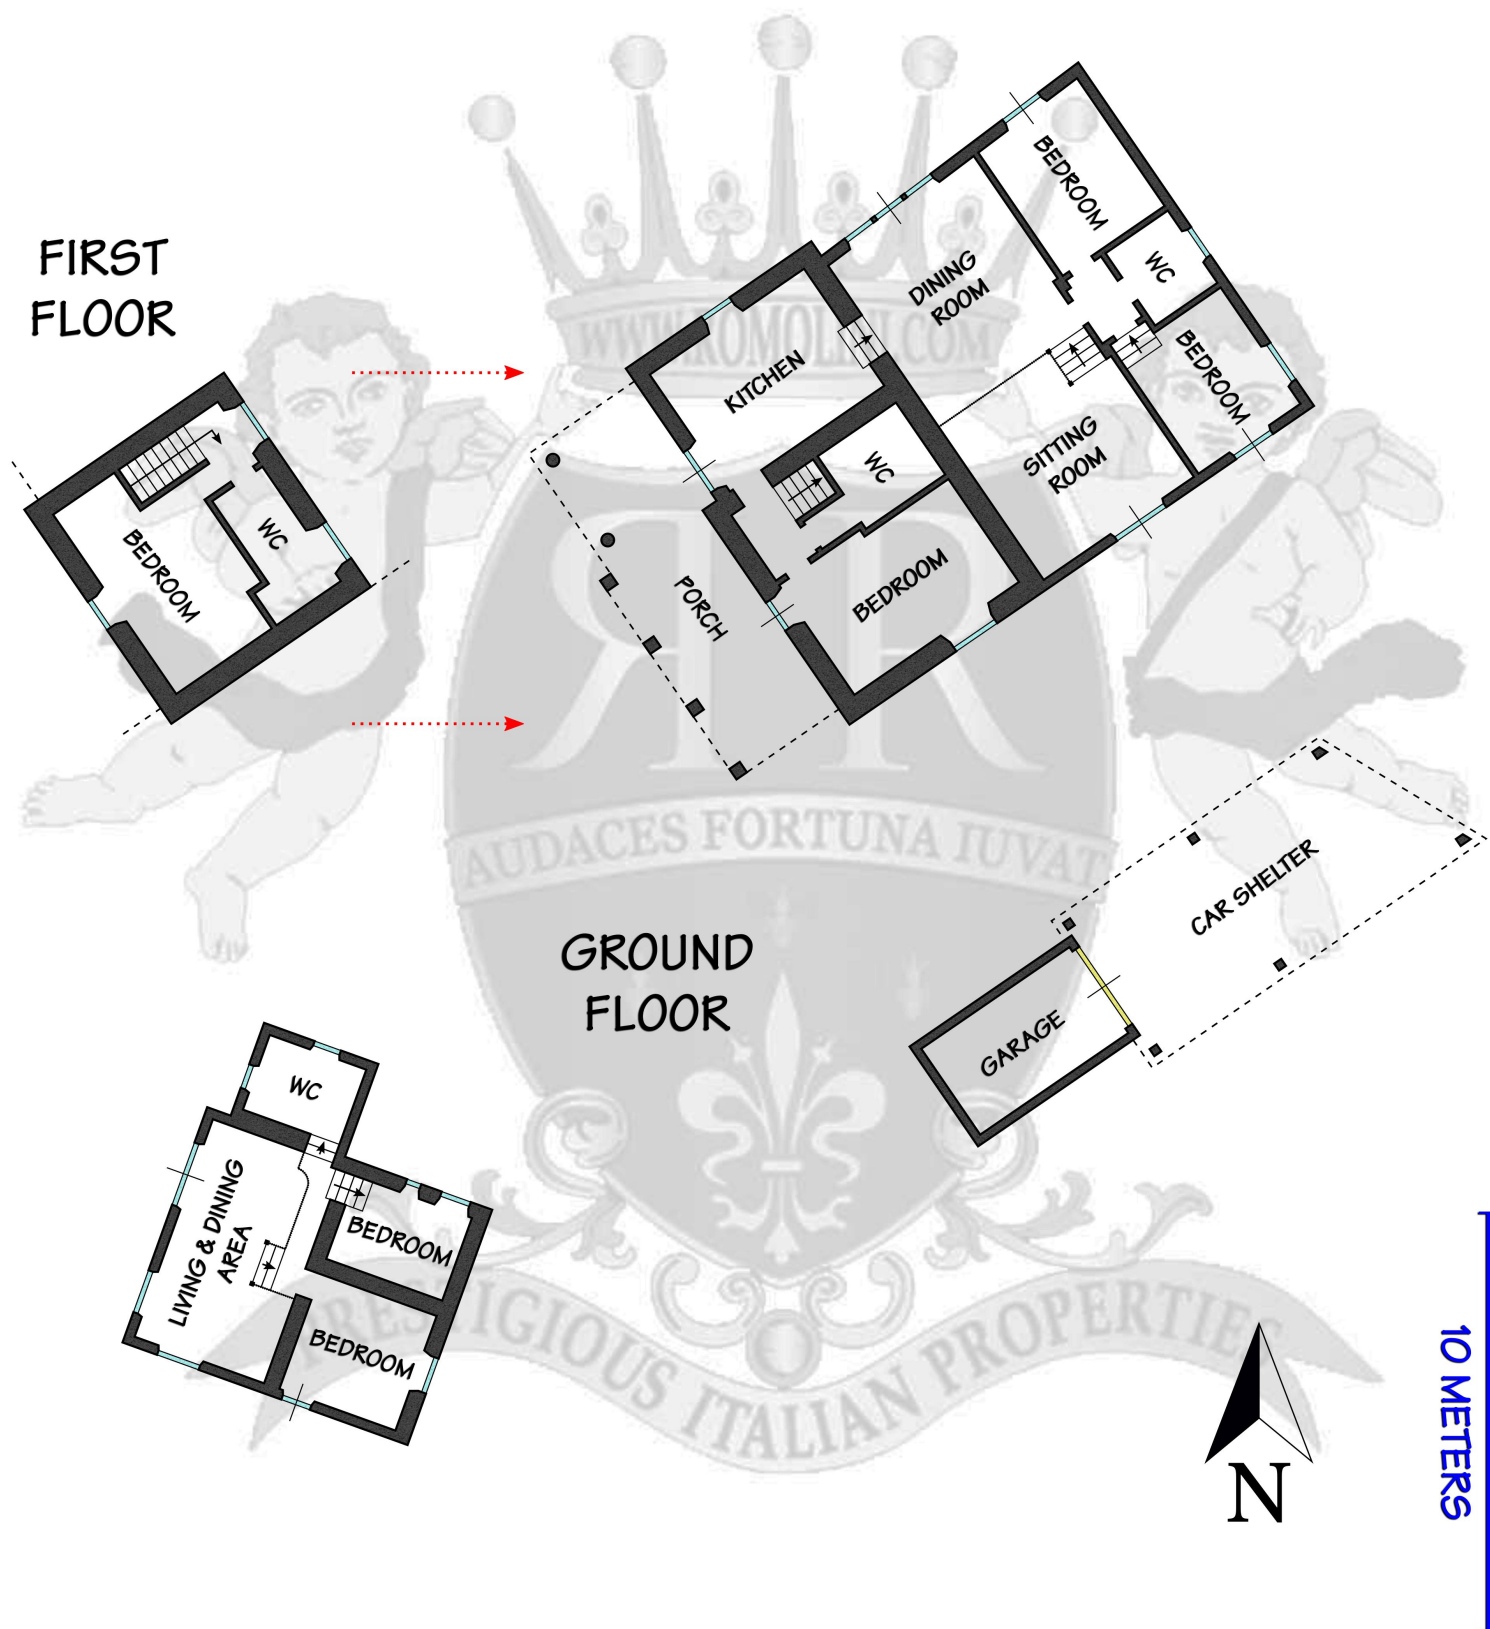 FIRST
FLOOR
BEDROOM
WC
WWW.ROMOLINI.COM
KITCHEN
DINING
ROOM
BEDROOM
WC
BEDROOM
SITTING
ROOM
WC
BEDROOM
PORCH
RR
AUDACES FORTUNA IUVAT
CAR SHELTER
GARAGE
GROUND
FLOOR
WC
LIVING & DINING
AREA
BEDROOM
BEDROOM
PRESTIGIOUS ITALIAN PROPERTIES
N
10 METERS